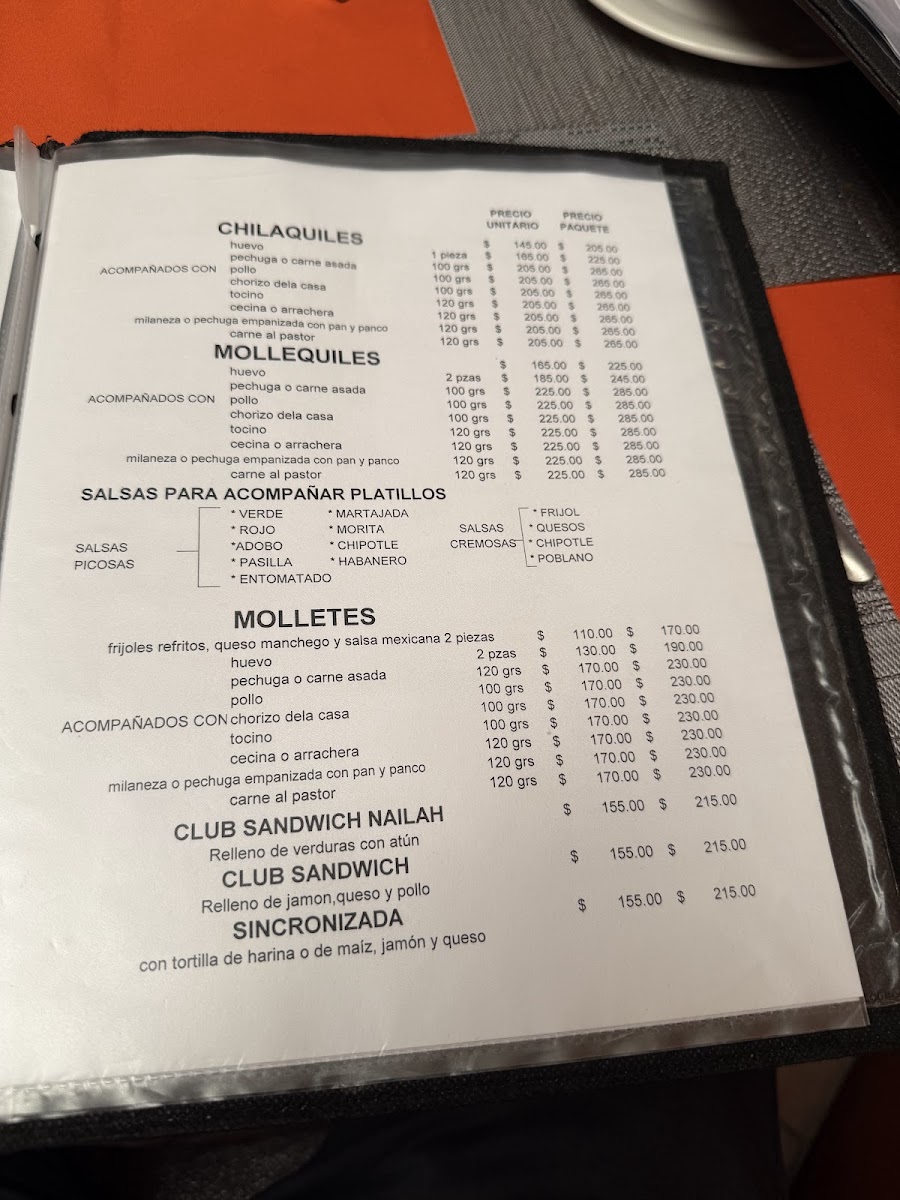 PRECIO UNITARIO PRECIO PAQUETE
CHILAQUILES $ 145.00 $ 205.00
huevo 1 pieza $ 165.00 $ 225.00
pechuga o carne asada 100 grs $ 205.00 $ 265.00
ACOMPAÑADOS CON pollo 100 grs $ 205.00 $ 265.00
chorizo dela casa 100 grs $ 205.00 $ 265.00
tocino 120 grs $ 205.00 $ 265.00
cecina o arrachera 120 grs $ 205.00 $ 265.00
milaneza o pechuga empanizada con pan y panco 120 grs $ 205.00 $ 265.00
carne al pastor
MOLLEQUILES $ 165.00 $ 225.00
huevo 2 pzas $ 185.00 $ 245.00
pechuga o carne asada 100 grs $ 225.00 $ 285.00
ACOMPAÑADOS CON pollo 100 grs $ 225.00 $ 285.00
chorizo dela casa 100 grs $ 225.00 $ 285.00
tocino 120 grs $ 225.00 $ 285.00
cecina o arrachera 120 grs $ 225.00 $ 285.00
milaneza o pechuga empanizada con pan y panco 120 grs $ 225.00 $ 285.00
carne al pastor 120 grs $ 225.00 $ 285.00
SALSAS PARA ACOMPAÑAR PLATILLOS
SALSAS PICOSAS
* VERDE * MARTAJADA
* ROJO * MORITA
*ADOBO * CHIPOTLE
* PASILLA * HABANERO
* ENTOMATADO
SALSAS CREMOSAS
* FRIJOL
* QUESOS
* CHIPOTLE
* POBLANO
MOLLETES
frijoles refritos, queso manchego y salsa mexicana 2 piezas $ 110.00 $ 170.00
huevo 2 pzas $ 130.00 $ 190.00
pechuga o carne asada 120 grs $ 170.00 $ 230.00
pollo 100 grs $ 170.00 $ 230.00
ACOMPAÑADOS CON chorizo dela casa 100 grs $ 170.00 $ 230.00
tocino 100 grs $ 170.00 $ 230.00
cecina o arrachera 120 grs $ 170.00 $ 230.00
milaneza o pechuga empanizada con pan y panco 120 grs $ 170.00 $ 230.00
carne al pastor 120 grs $ 170.00 $ 230.00
CLUB SANDWICH NAILAH $ 155.00 $ 215.00
Relleno de verduras con atún
CLUB SANDWICH $ 155.00 $ 215.00
Relleno de jamon,queso y pollo
SINCRONIZADA $ 155.00 $ 215.00
con tortilla de harina o de maíz, jamón y queso